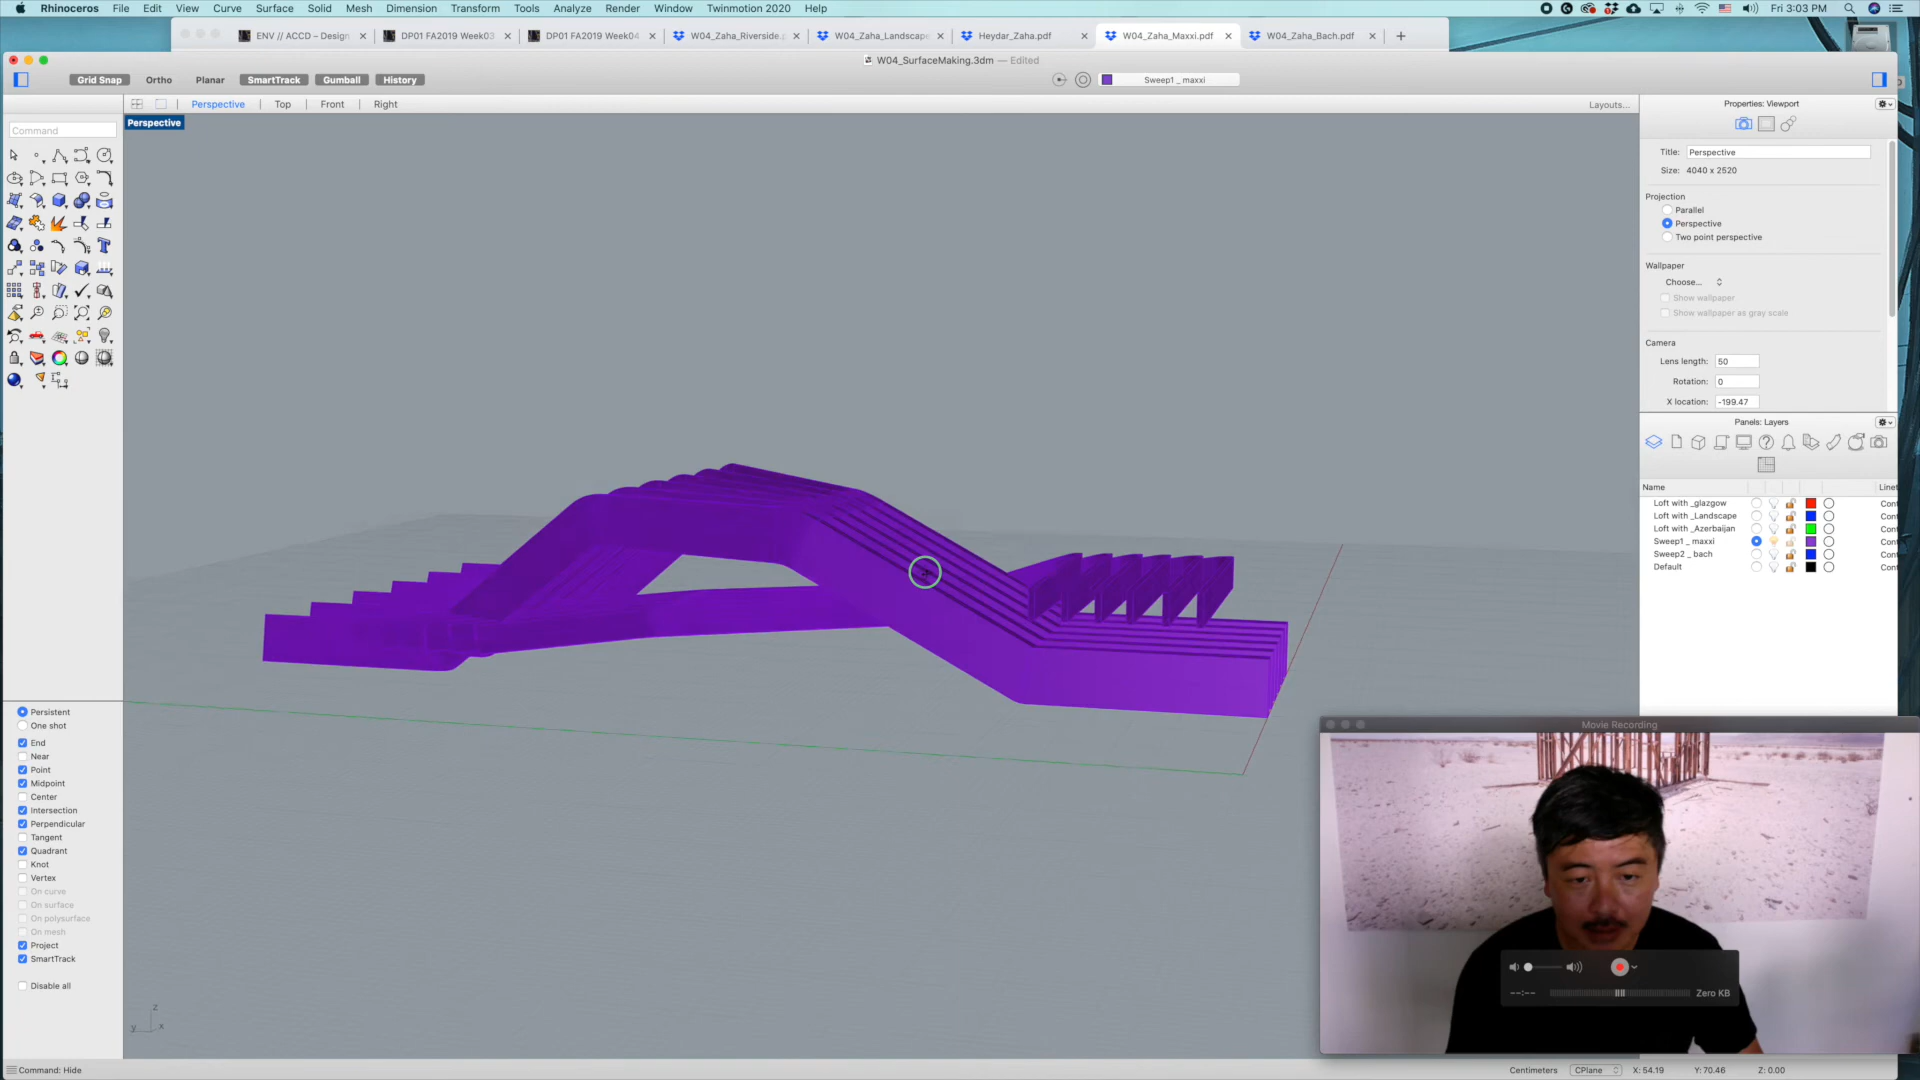 Rhinoceros File Edit View Curve Surface Solid Mesh Dimension Transform Tools Analyze Render Window Twinmotion 2020 Help Fri 3:03 PM
ENV // ACCD – Design
DP01 FA2019 Week03
DP01 FA2019 Week04
W04_Zaha_Riverside.p
W04_Zaha_Landscape
Heydar_Zaha.pdf
W04_Zaha_Maxxi.pdf
W04_Zaha_Bach.pdf
W04_SurfaceMaking.3dm — Edited
Grid Snap Ortho Planar SmartTrack Gumball History
Sweep1 _ maxxi
Perspective Top Front Right Layouts...
Perspective
Command
Properties: Viewport
Title: Perspective
Size: 4040 x 2520
Projection
Parallel
Perspective
Two point perspective
Wallpaper
Choose...
Show wallpaper
Show wallpaper as gray scale
Camera
Lens length: 50
Rotation: 0
X location: -199.47
Panels: Layers
Name Linet
Loft with _glazgow Cont
Loft with _Landscape Cont
Loft with _Azerbaijan Cont
Sweep1 _ maxxi Cont
Sweep2 _ bach Cont
Default Cont
Persistent
One shot
End
Near
Point
Midpoint
Center
Intersection
Perpendicular
Tangent
Quadrant
Knot
Vertex
On curve
On surface
On polysurface
On mesh
Project
SmartTrack
Disable all
z
y x
Movie Recording
--:-- Zero KB
Command: Hide
Centimeters CPlane X: 54.19 Y: 70.46 Z: 0.00